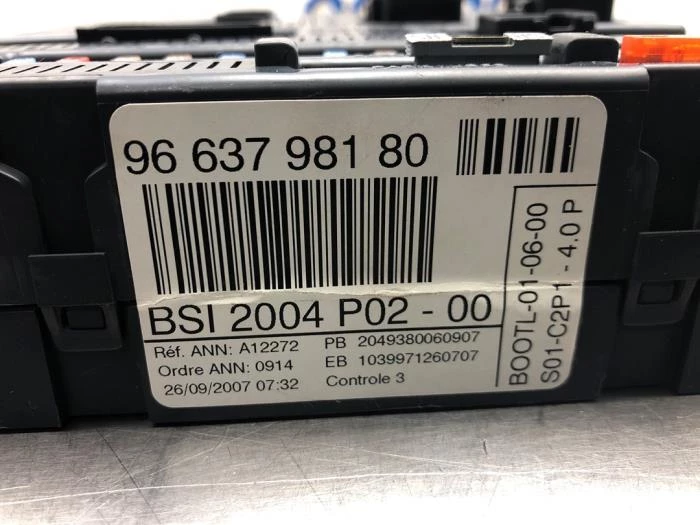 96 637 981 80
BSI 2004 P02 - 00
Réf. ANN: A12272
Ordre ANN: 0914
26/09/2007 07:32
PB 2049380060907
EB 1039971260707
Controle 3
BOOTL-01-06-00
S01-C2P1 - 4.0 P